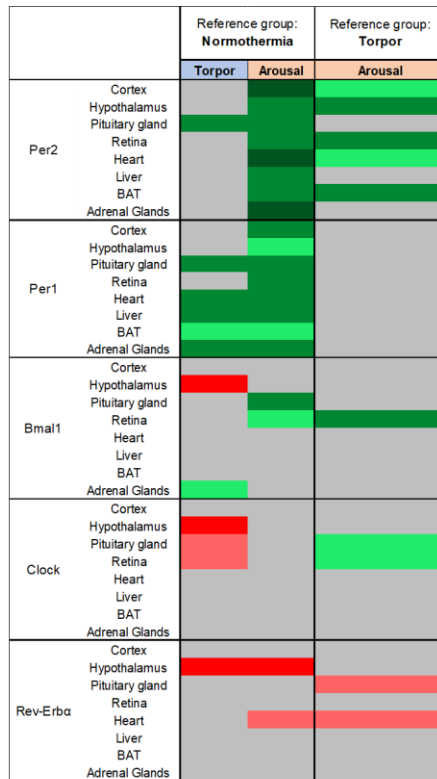 Reference group: Reference group:
Normothermia Torpor
Torpor Arousal Arousal
Per2
Cortex
Hypothalamus
Pituitary gland
Retina
Heart
Liver
BAT
Adrenal Glands
Per1
Cortex
Hypothalamus
Pituitary gland
Retina
Heart
Liver
BAT
Adrenal Glands
Bmal1
Cortex
Hypothalamus
Pituitary gland
Retina
Heart
Liver
BAT
Adrenal Glands
Clock
Cortex
Hypothalamus
Pituitary gland
Retina
Heart
Liver
BAT
Adrenal Glands
Rev-Erbα
Cortex
Hypothalamus
Pituitary gland
Retina
Heart
Liver
BAT
Adrenal Glands